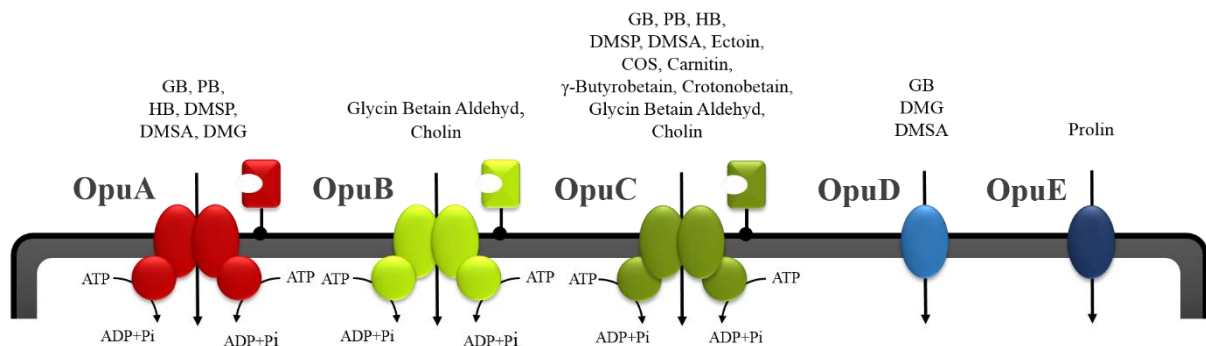 GB, PB,
HB, DMSP,
DMSA, DMG
Glycin Betain Aldehyd,
Cholin
GB, PB, HB,
DMSP, DMSA, Ectoin,
COS, Carnitin,
γ-Butyrobetain, Crotonobetain,
Glycin Betain Aldehyd,
Cholin
GB
DMG
DMSA
Prolin
OpuA
OpuB
OpuC
OpuD
OpuE
ATP
ATP
ATP
ATP
ATP
ATP
ADP+Pi
ADP+Pi
ADP+Pi
ADP+Pi
ADP+Pi
ADP+Pi